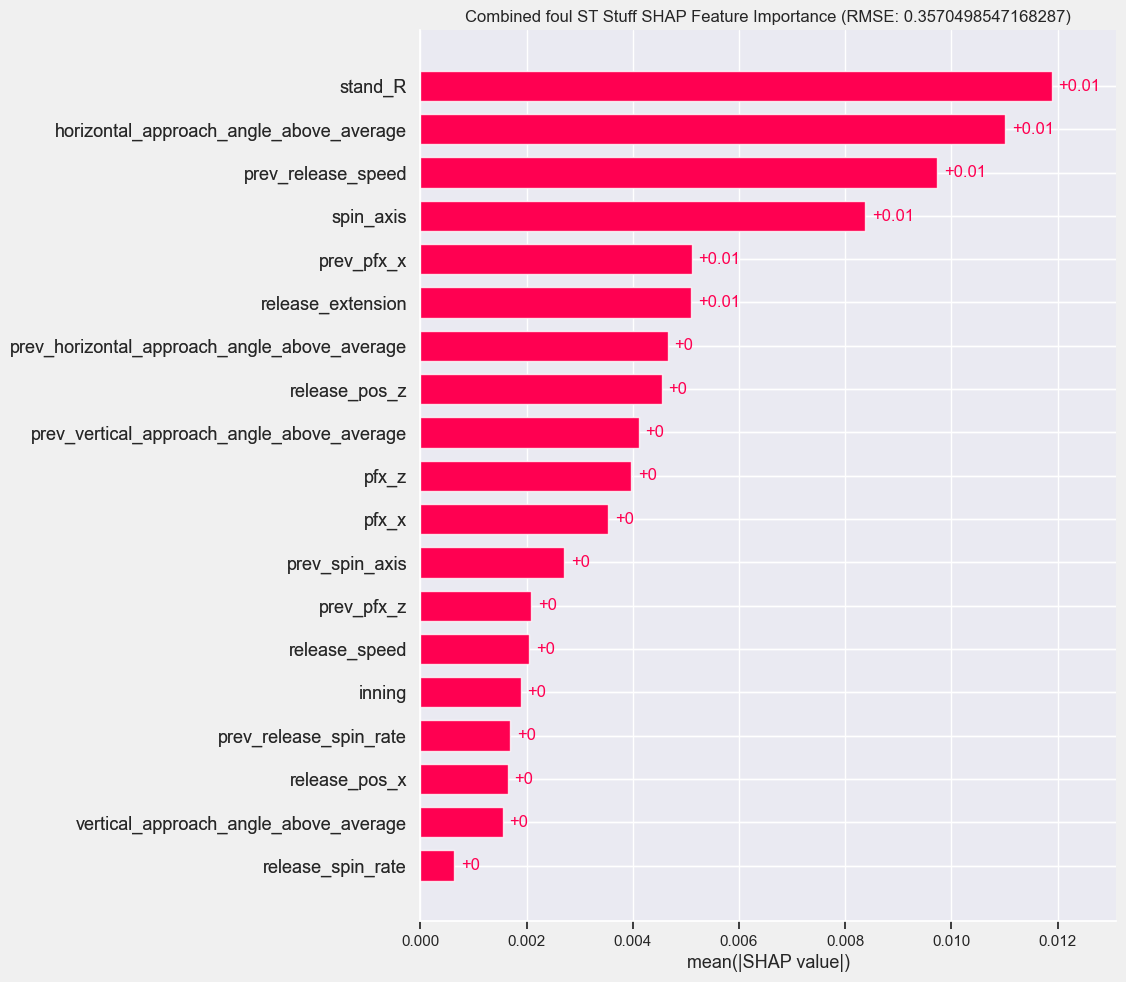 Combined foul ST Stuff SHAP Feature Importance (RMSE: 0.3570498547168287)
stand_R +0.01
horizontal_approach_angle_above_average +0.01
prev_release_speed +0.01
spin_axis +0.01
prev_pfx_x +0.01
release_extension +0.01
prev_horizontal_approach_angle_above_average +0
release_pos_z +0
prev_vertical_approach_angle_above_average +0
pfx_z +0
pfx_x +0
prev_spin_axis +0
prev_pfx_z +0
release_speed +0
inning +0
prev_release_spin_rate +0
release_pos_x +0
vertical_approach_angle_above_average +0
release_spin_rate +0
0.000 0.002 0.004 0.006 0.008 0.010 0.012
mean(|SHAP value|)